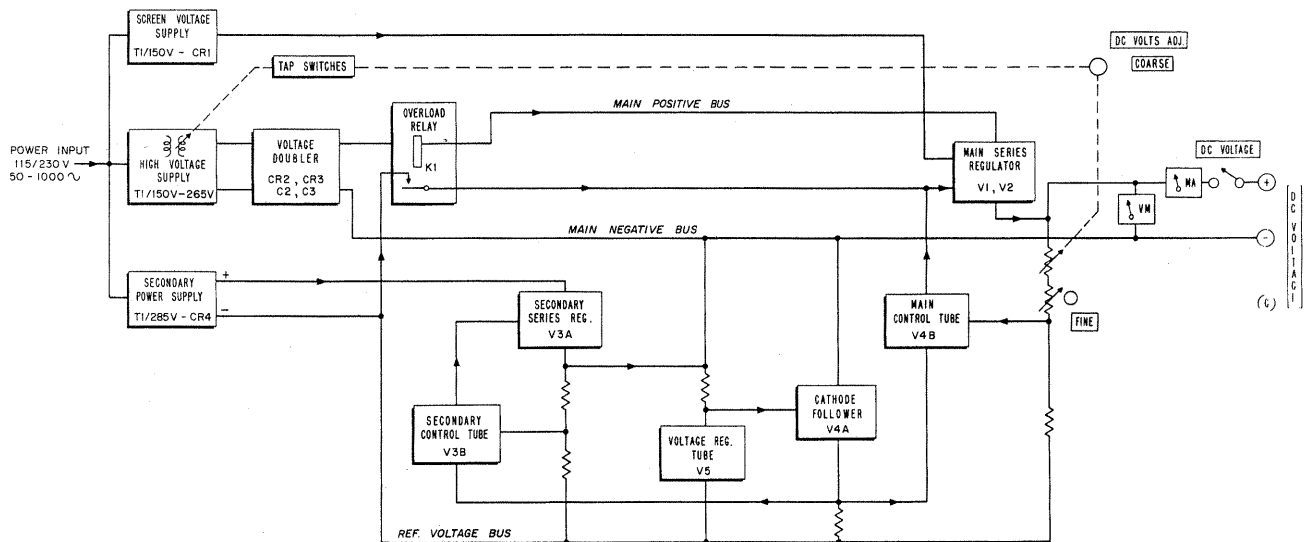 SCREEN VOLTAGE
SUPPLY
T1/150V - CR1
TAP SWITCHES
DC VOLTS ADJ.
COARSE
POWER INPUT
115/230 V
50 - 1000 ∿
HIGH VOLTAGE
SUPPLY
T1/150V-265V
VOLTAGE
DOUBLER
CR2, CR3
C2, C3
OVERLOAD
RELAY
K1
MAIN POSITIVE BUS
MAIN SERIES
REGULATOR
V1, V2
DC VOLTAGE
MA
+
VM
MAIN NEGATIVE BUS
-
DC VOLTAGE
(G)
SECONDARY
POWER SUPPLY
T1/285V - CR4
+
-
SECONDARY
SERIES REG.
V3A
MAIN
CONTROL TUBE
V4B
FINE
SECONDARY
CONTROL TUBE
V3B
VOLTAGE REG.
TUBE
V5
CATHODE
FOLLOWER
V4A
REF. VOLTAGE BUS